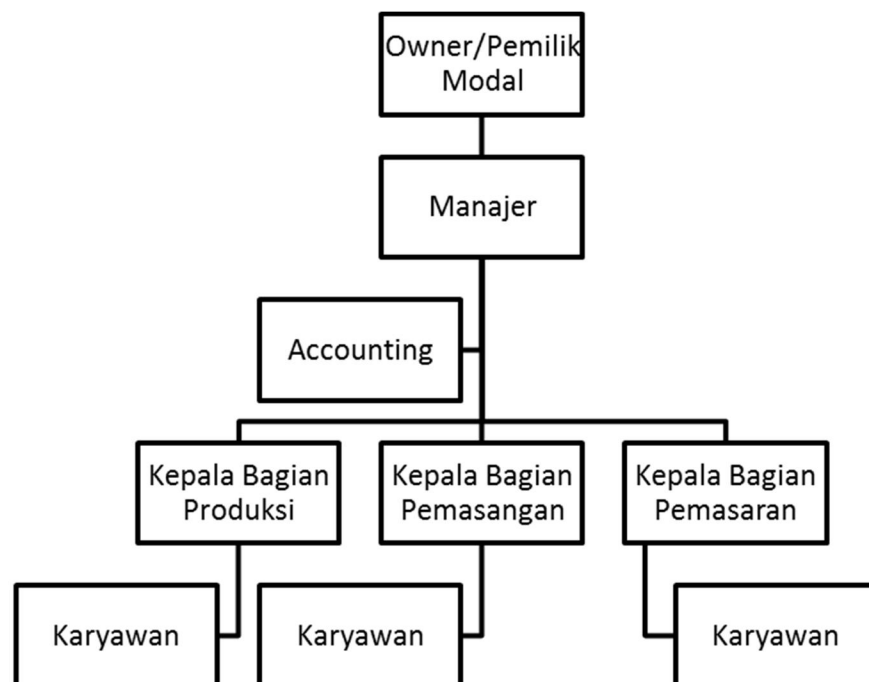 Owner/Pemilik
Modal
Manajer
Accounting
Kepala Bagian
Produksi
Kepala Bagian
Pemasangan
Kepala Bagian
Pemasaran
Karyawan
Karyawan
Karyawan